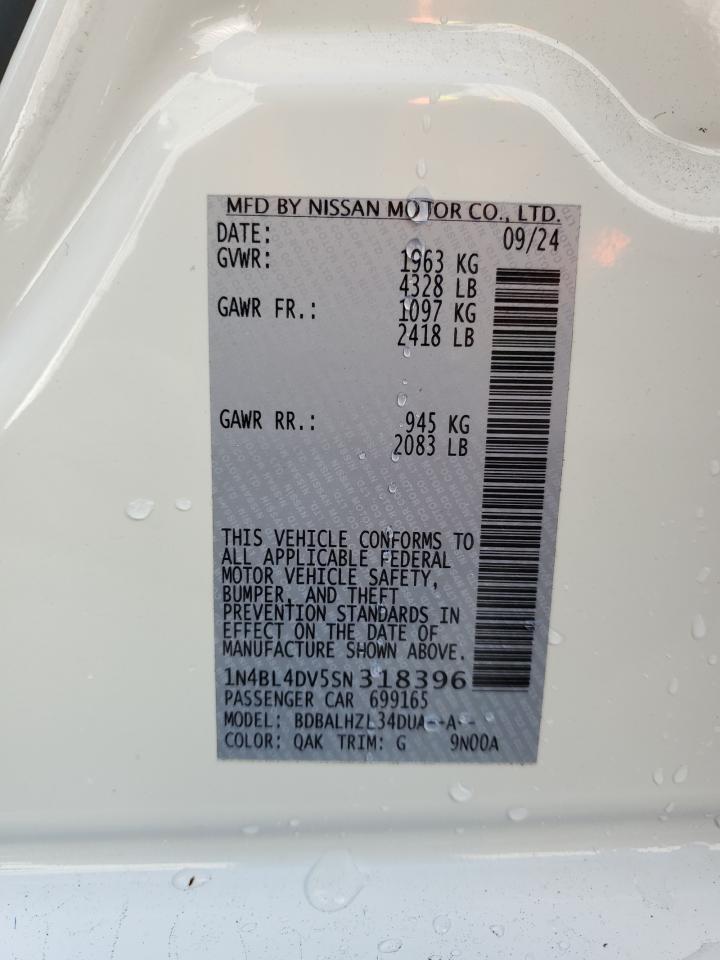 MFD BY NISSAN MOTOR CO., LTD.
DATE: 09/24
GVWR: 1963 KG
4328 LB
GAWR FR.: 1097 KG
2418 LB
GAWR RR.: 945 KG
2083 LB
THIS VEHICLE CONFORMS TO
ALL APPLICABLE FEDERAL
MOTOR VEHICLE SAFETY,
BUMPER, AND THEFT
PREVENTION STANDARDS IN
EFFECT ON THE DATE OF
MANUFACTURE SHOWN ABOVE.
1N4BL4DV5SN318396
PASSENGER CAR 699165
MODEL: BDBALHZL34DUA--A--
COLOR: QAK TRIM: G 9N00A